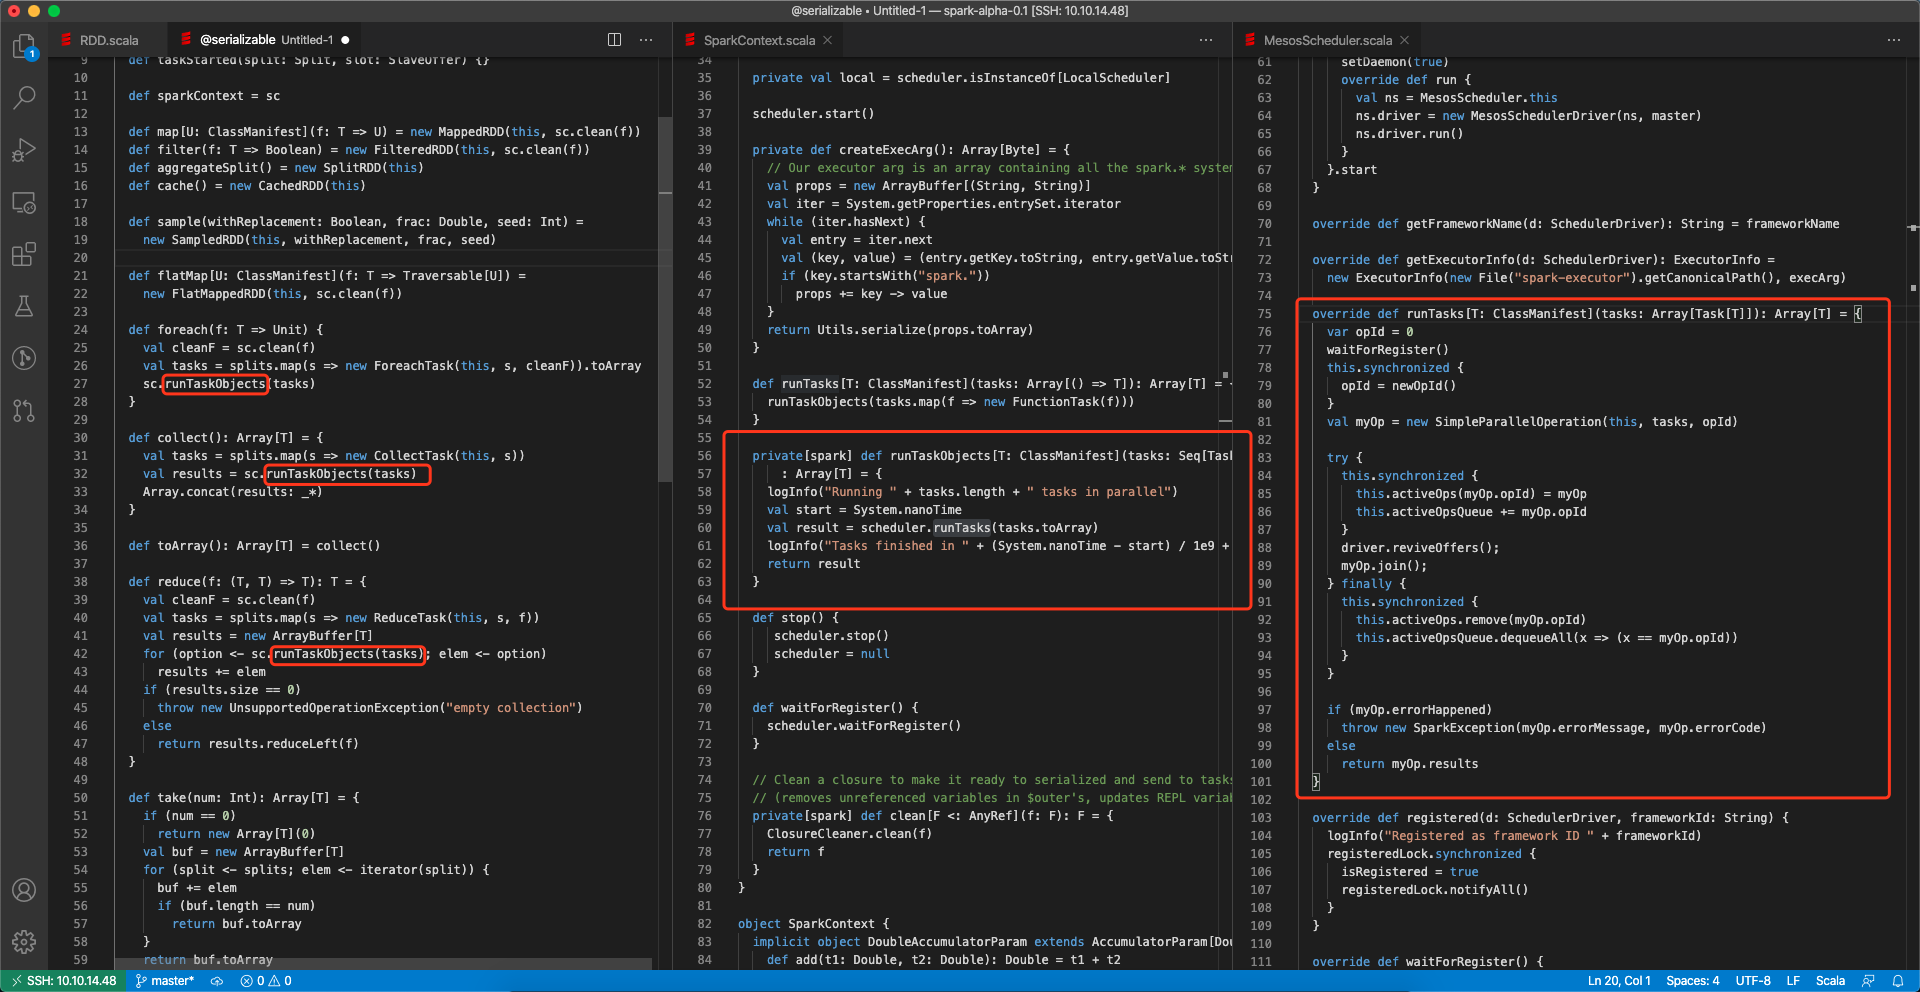 @serializable • Untitled-1 — spark-alpha-0.1 [SSH: 10.10.14.48]
1
RDD.scala
@serializable Untitled-1 ●
9 def taskStarted(split: Split, slot: SlaveOffer) {}
10
11 def sparkContext = sc
12
13 def map[U: ClassManifest](f: T => U) = new MappedRDD(this, sc.clean(f))
14 def filter(f: T => Boolean) = new FilteredRDD(this, sc.clean(f))
15 def aggregateSplit() = new SplitRDD(this)
16 def cache() = new CachedRDD(this)
17
18 def sample(withReplacement: Boolean, frac: Double, seed: Int) =
19 new SampledRDD(this, withReplacement, frac, seed)
20
21 def flatMap[U: ClassManifest](f: T => Traversable[U]) =
22 new FlatMappedRDD(this, sc.clean(f))
23
24 def foreach(f: T => Unit) {
25 val cleanF = sc.clean(f)
26 val tasks = splits.map(s => new ForeachTask(this, s, cleanF)).toArray
27 sc.runTaskObjects(tasks)
28 }
29
30 def collect(): Array[T] = {
31 val tasks = splits.map(s => new CollectTask(this, s))
32 val results = sc.runTaskObjects(tasks)
33 Array.concat(results: _*)
34 }
35
36 def toArray(): Array[T] = collect()
37
38 def reduce(f: (T, T) => T): T = {
39 val cleanF = sc.clean(f)
40 val tasks = splits.map(s => new ReduceTask(this, s, f))
41 val results = new ArrayBuffer[T]
42 for (option <- sc.runTaskObjects(tasks); elem <- option)
43 results += elem
44 if (results.size == 0)
45 throw new UnsupportedOperationException("empty collection")
46 else
47 return results.reduceLeft(f)
48 }
49
50 def take(num: Int): Array[T] = {
51 if (num == 0)
52 return new Array[T](0)
53 val buf = new ArrayBuffer[T]
54 for (split <- splits; elem <- iterator(split)) {
55 buf += elem
56 if (buf.length == num)
57 return buf.toArray
58 }
59 return buf.toArray
SparkContext.scala
34
35 private val local = scheduler.isInstanceOf[LocalScheduler]
36
37 scheduler.start()
38
39 private def createExecArg(): Array[Byte] = {
40 // Our executor arg is an array containing all the spark.* system
41 val props = new ArrayBuffer[(String, String)]
42 val iter = System.getProperties.entrySet.iterator
43 while (iter.hasNext) {
44 val entry = iter.next
45 val (key, value) = (entry.getKey.toString, entry.getValue.toStr
46 if (key.startsWith("spark."))
47 props += key -> value
48 }
49 return Utils.serialize(props.toArray)
50 }
51
52 def runTasks[T: ClassManifest](tasks: Array[() => T]): Array[T] = {
53 runTaskObjects(tasks.map(f => new FunctionTask(f)))
54 }
55
56 private[spark] def runTaskObjects[T: ClassManifest](tasks: Seq[Task
57 : Array[T] = {
58 logInfo("Running " + tasks.length + " tasks in parallel")
59 val start = System.nanoTime
60 val result = scheduler.runTasks(tasks.toArray)
61 logInfo("Tasks finished in " + (System.nanoTime - start) / 1e9 +
62 return result
63 }
64
65 def stop() {
66 scheduler.stop()
67 scheduler = null
68 }
69
70 def waitForRegister() {
71 scheduler.waitForRegister()
72 }
73
74 // Clean a closure to make it ready to serialized and send to tasks
75 // (removes unreferenced variables in $outer's, updates REPL variab
76 private[spark] def clean[F <: AnyRef](f: F): F = {
77 ClosureCleaner.clean(f)
78 return f
79 }
80 }
81
82 object SparkContext {
83 implicit object DoubleAccumulatorParam extends AccumulatorParam[Dou
84 def add(t1: Double, t2: Double): Double = t1 + t2
MesosScheduler.scala
61 setDaemon(true)
62 override def run {
63 val ns = MesosScheduler.this
64 ns.driver = new MesosSchedulerDriver(ns, master)
65 ns.driver.run()
66 }
67 }.start
68 }
69
70 override def getFrameworkName(d: SchedulerDriver): String = frameworkName
71
72 override def getExecutorInfo(d: SchedulerDriver): ExecutorInfo =
73 new ExecutorInfo(new File("spark-executor").getCanonicalPath(), execArg)
74
75 override def runTasks[T: ClassManifest](tasks: Array[Task[T]]): Array[T] = {
76 var opId = 0
77 waitForRegister()
78 this.synchronized {
79 opId = newOpId()
80 }
81 val myOp = new SimpleParallelOperation(this, tasks, opId)
82
83 try {
84 this.synchronized {
85 this.activeOps(myOp.opId) = myOp
86 this.activeOpsQueue += myOp.opId
87 }
88 driver.reviveOffers();
89 myOp.join();
90 } finally {
91 this.synchronized {
92 this.activeOps.remove(myOp.opId)
93 this.activeOpsQueue.dequeueAll(x => (x == myOp.opId))
94 }
95 }
96
97 if (myOp.errorHappened)
98 throw new SparkException(myOp.errorMessage, myOp.errorCode)
99 else
100 return myOp.results
101 }
102
103 override def registered(d: SchedulerDriver, frameworkId: String) {
104 logInfo("Registered as framework ID " + frameworkId)
105 registeredLock.synchronized {
106 isRegistered = true
107 registeredLock.notifyAll()
108 }
109 }
110
111 override def waitForRegister() {
SSH: 10.10.14.48 master* 0 0 Ln 20, Col 1 Spaces: 4 UTF-8 LF Scala